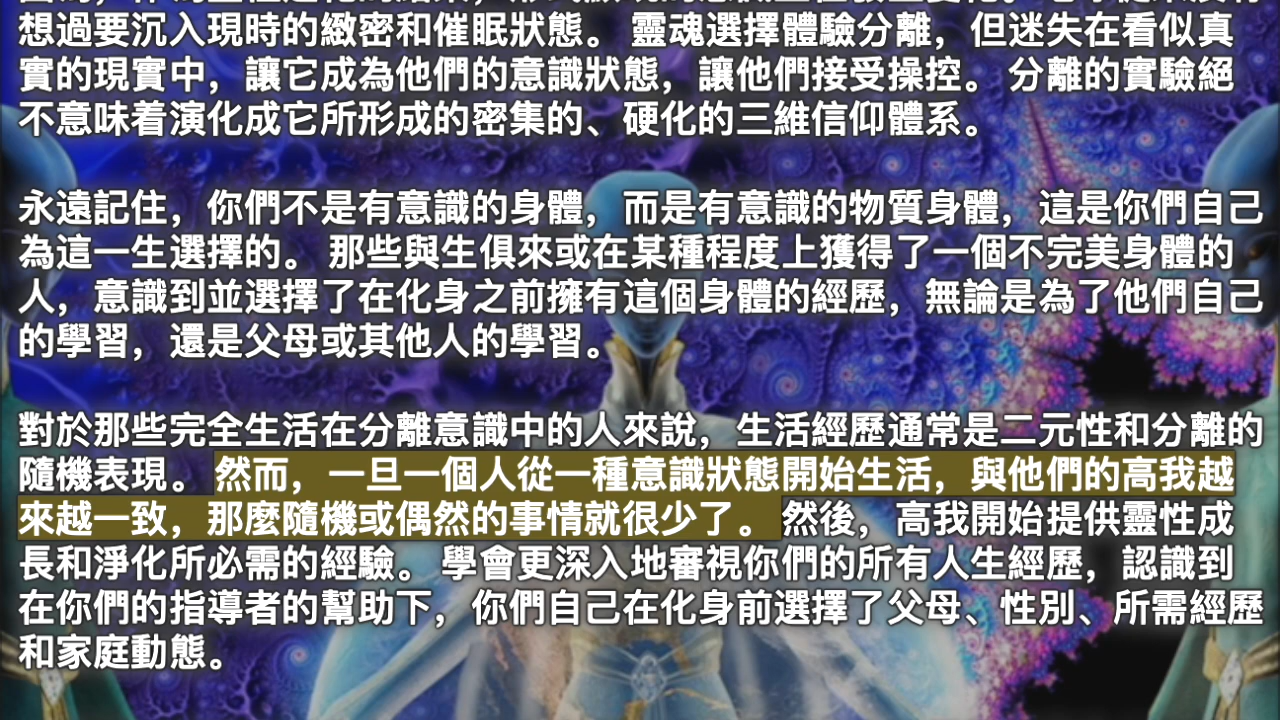 想過要沉入現時的緻密和催眠狀態。 靈魂選擇體驗分離，但迷失在看似真
實的現實中，讓它成為他們的意識狀態，讓他們接受操控。 分離的實驗絕
不意味着演化成它所形成的密集的、硬化的三維信仰體系。
永遠記住，你們不是有意識的身體，而是有意識的物質身體，這是你們自己
為這一生選擇的。 那些與生俱來或在某種程度上獲得了一個不完美身體的
人，意識到並選擇了在化身之前擁有這個身體的經歷，無論是為了他們自己
的學習，還是父母或其他人的學習。
對於那些完全生活在分離意識中的人來說，生活經歷通常是二元性和分離的
隨機表現。 然而，一旦一個人從一種意識狀態開始生活，與他們的高我越
來越一致，那麼隨機或偶然的事情就很少了。 然後，高我開始提供靈性成
長和淨化所必需的經驗。 學會更深入地審視你們的所有人生經歷，認識到
在你們的指導者的幫助下，你們自己在化身前選擇了父母、性別、所需經歷
和家庭動態。